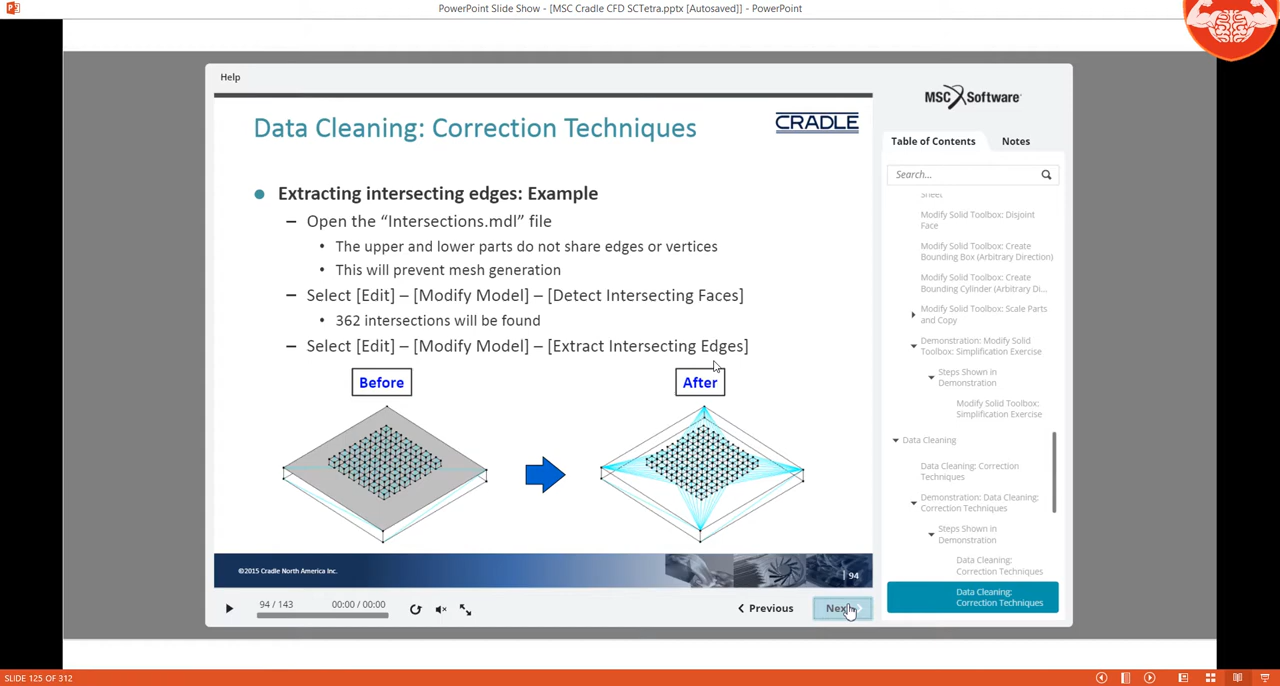 PowerPoint Slide Show - [MSC Cradle CFD SCTetra.pptx [Autosaved]] - PowerPoint
Help
Data Cleaning: Correction Techniques
CRADLE
Extracting intersecting edges: Example
– Open the “Intersections.mdl” file
• The upper and lower parts do not share edges or vertices
• This will prevent mesh generation
– Select [Edit] – [Modify Model] – [Detect Intersecting Faces]
• 362 intersections will be found
– Select [Edit] – [Modify Model] – [Extract Intersecting Edges]
Before
After
©2015 Cradle North America Inc.
| 94
94 / 143
00:00 / 00:00
Previous
MSC Software
Table of Contents
Notes
Search...
Sheet
Modify Solid Toolbox: Disjoint
Face
Modify Solid Toolbox: Create
Bounding Box (Arbitrary Direction)
Modify Solid Toolbox: Create
Bounding Cylinder (Arbitrary Di...
Modify Solid Toolbox: Scale Parts
and Copy
Demonstration: Modify Solid
Toolbox: Simplification Exercise
Steps Shown in
Demonstration
Modify Solid Toolbox:
Simplification Exercise
Data Cleaning
Data Cleaning: Correction
Techniques
Demonstration: Data Cleaning:
Correction Techniques
Steps Shown in
Demonstration
Data Cleaning:
Correction Techniques
Data Cleaning:
Correction Techniques
SLIDE 125 OF 312